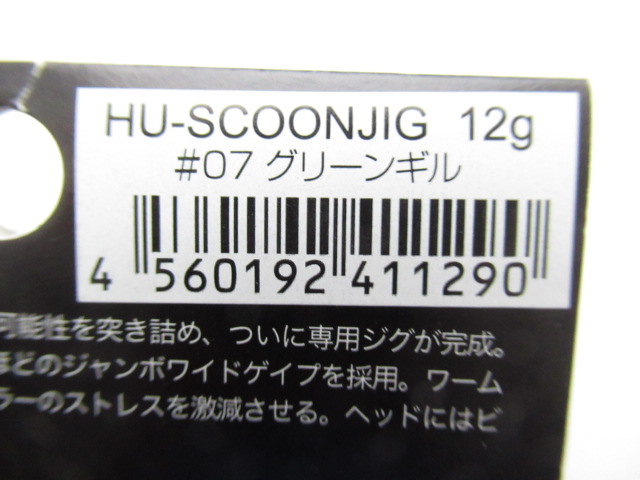 HU-SCOONJIG 12g
#07 グリーンギル
4 560192 411290
可能性を突き詰め、ついに専用ジグが完成。
ほどのジャンボワイドゲイプを採用。ワーム
ラーのストレスを激減させる。ヘッドにはビ